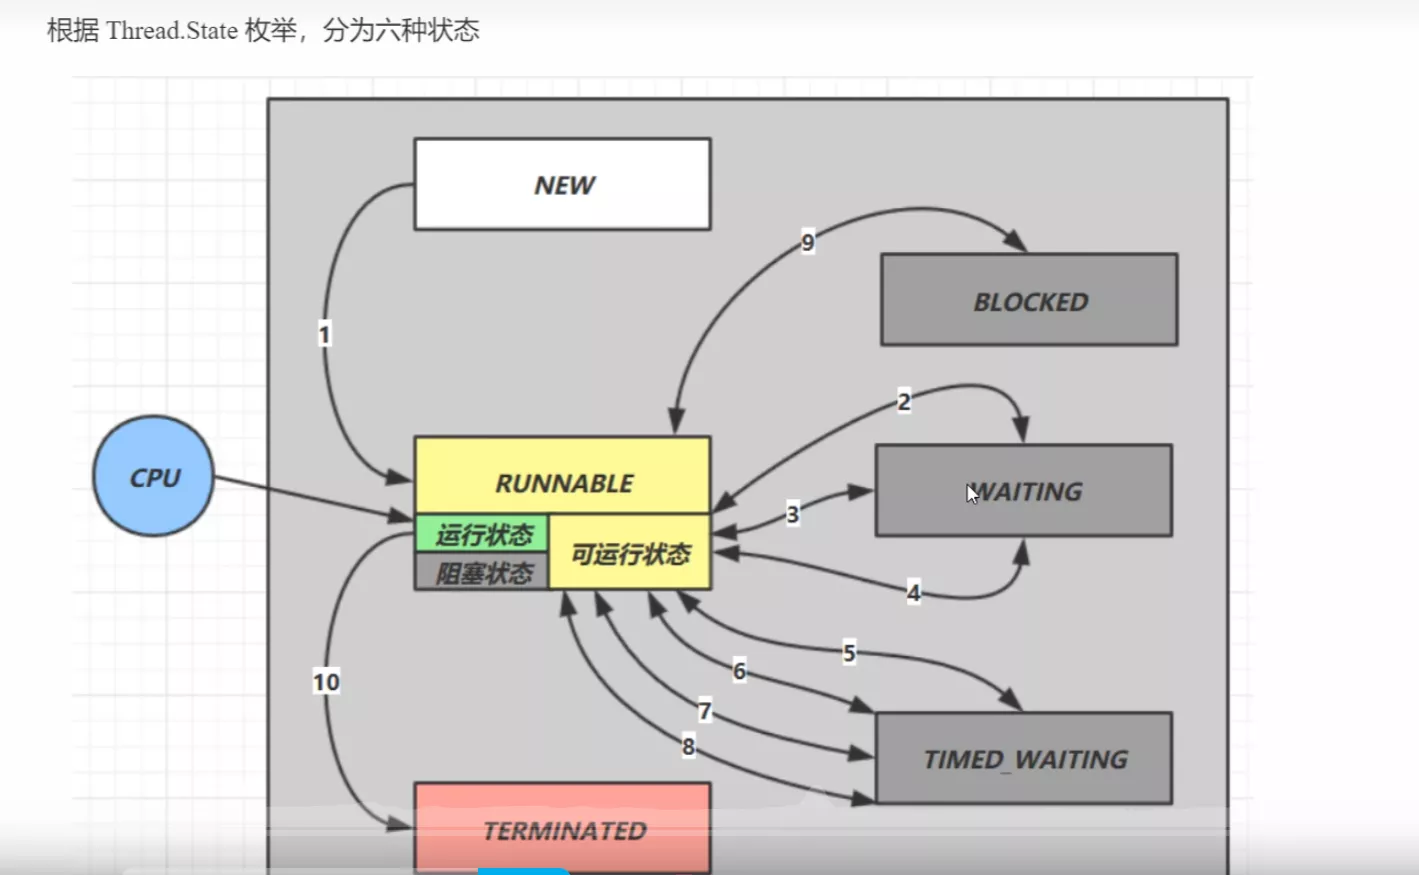 根据 Thread.State 枚举，分为六种状态
NEW
9
BLOCKED
1
2
CPU
RUNNABLE
WAITING
3
运行状态
可运行状态
阻塞状态
4
5
6
10
7
8
TIMED_WAITING
TERMINATED